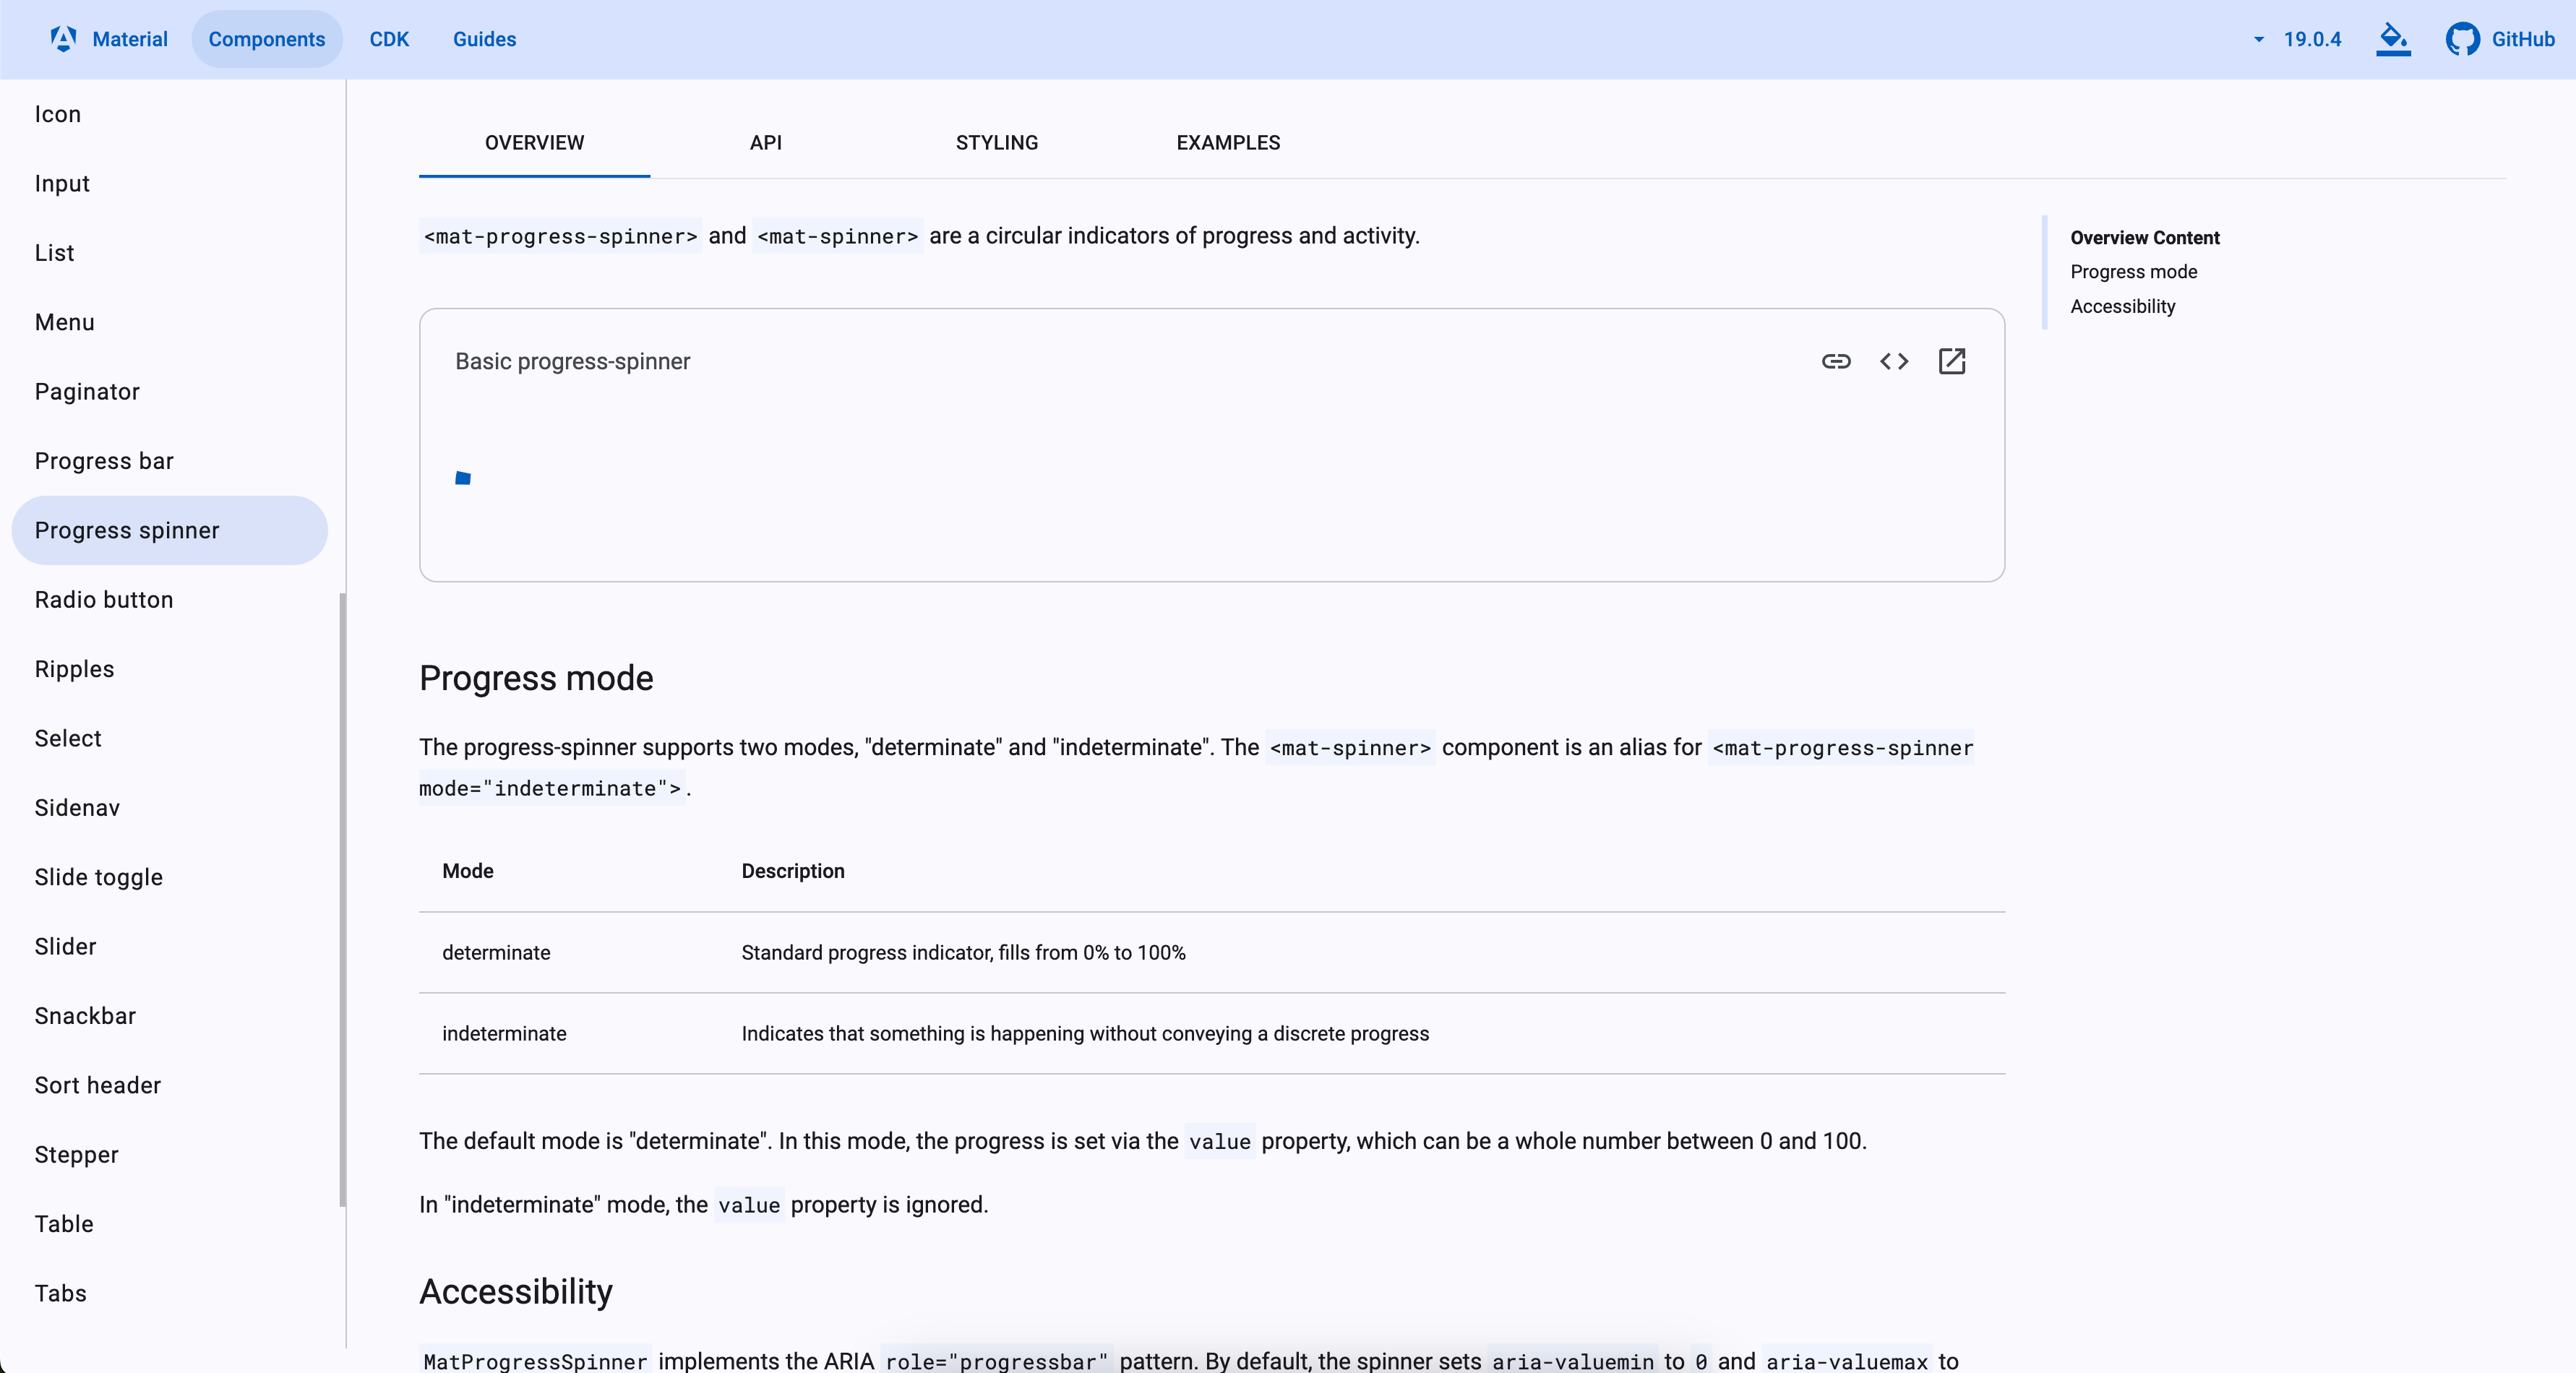 Material
Components
CDK
Guides
19.0.4
GitHub
Icon
Input
List
Menu
Paginator
Progress bar
Progress spinner
Radio button
Ripples
Select
Sidenav
Slide toggle
Slider
Snackbar
Sort header
Stepper
Table
Tabs
OVERVIEW
API
STYLING
EXAMPLES
<mat-progress-spinner> and <mat-spinner> are a circular indicators of progress and activity.
Basic progress-spinner
Progress mode
The progress-spinner supports two modes, "determinate" and "indeterminate". The <mat-spinner> component is an alias for <mat-progress-spinner
mode="indeterminate">.
Mode Description
determinate Standard progress indicator, fills from 0% to 100%
indeterminate Indicates that something is happening without conveying a discrete progress
The default mode is "determinate". In this mode, the progress is set via the value property, which can be a whole number between 0 and 100.
In "indeterminate" mode, the value property is ignored.
Accessibility
MatProgressSpinner implements the ARIA role="progressbar" pattern. By default, the spinner sets aria-valuemin to 0 and aria-valuemax to
Overview Content
Progress mode
Accessibility